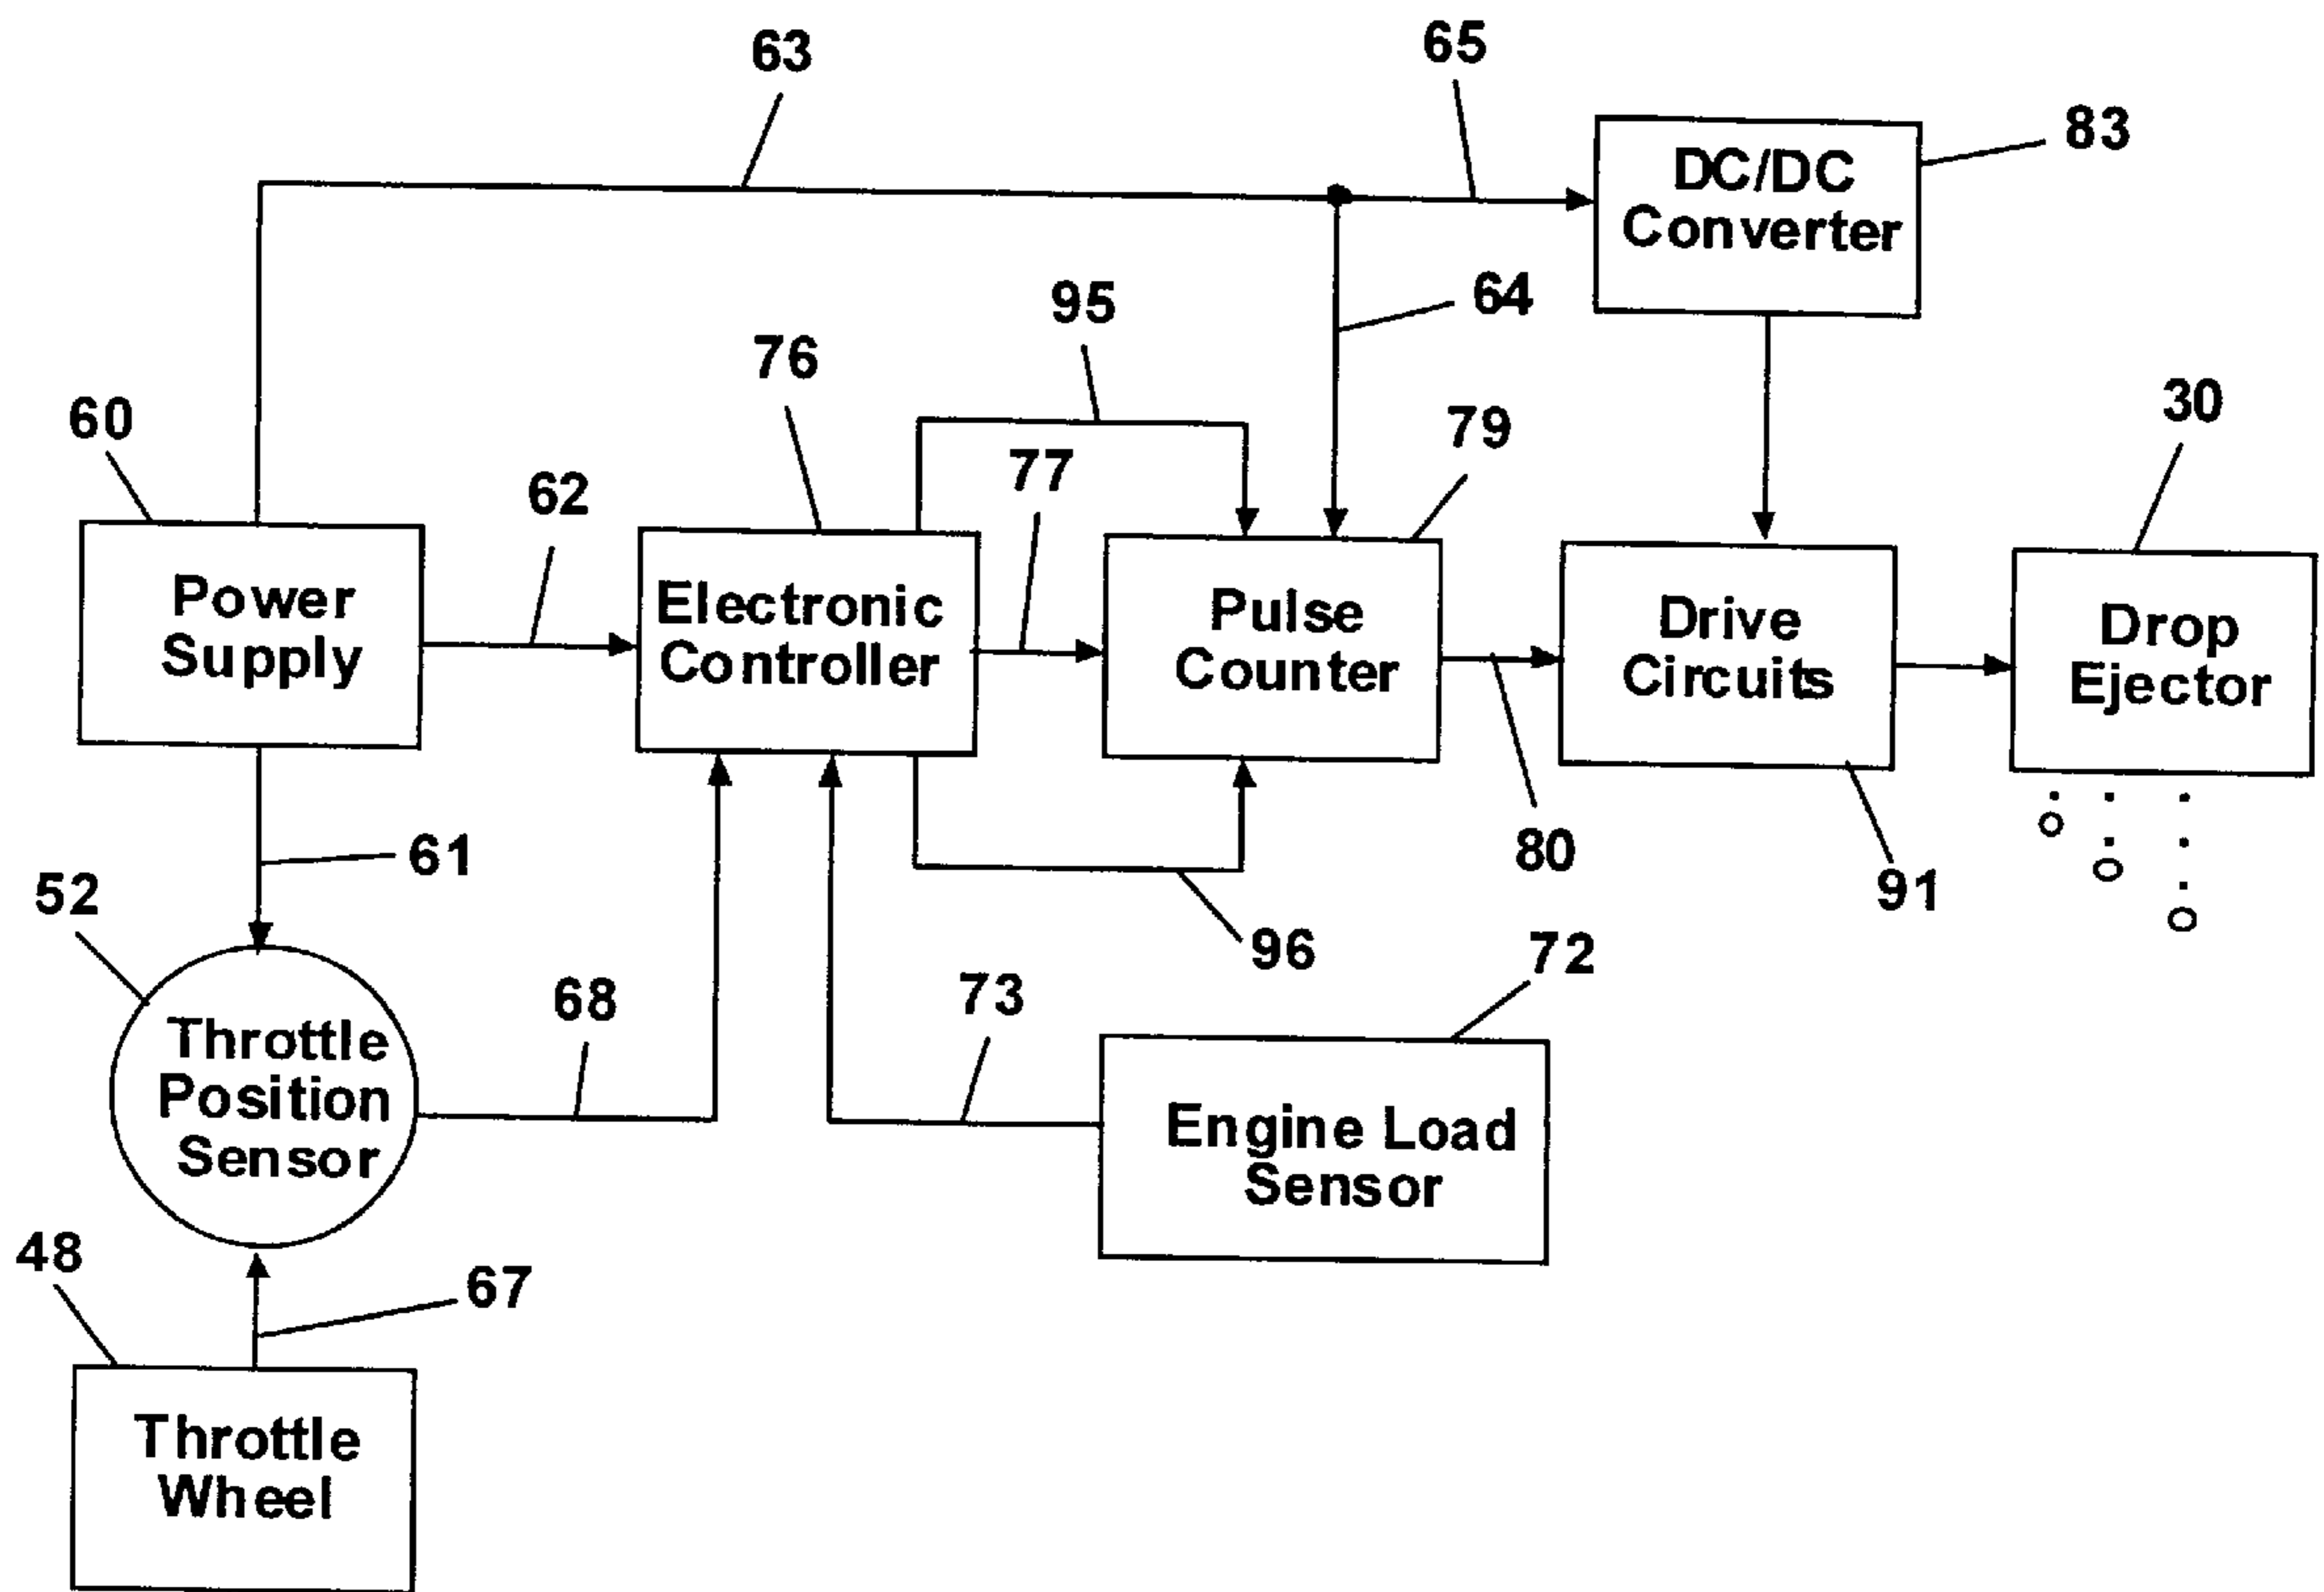 63
65
83
DC/DC
Converter
95
64
76
30
60
79
77
62
Power
Supply
Electronic
Controller
Pulse
Counter
Drive
Circuits
Drop
Ejector
61
80
91
52
96
72
68
73
Throttle
Position
Sensor
Engine Load
Sensor
48
67
Throttle
Wheel